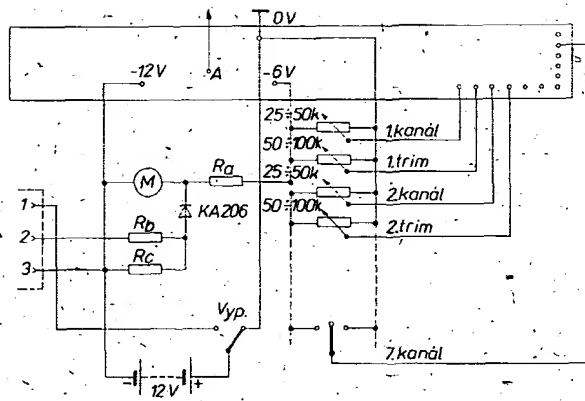 0V
-12V
A
-6V
25÷50k
1.kanál
50÷100k
1.trim
25÷50k
2.kanál
50÷100k
2.trim
M
Ra
KA206
1
2
3
Rb
Rc
Vyp.
- 12V +
7.kanál